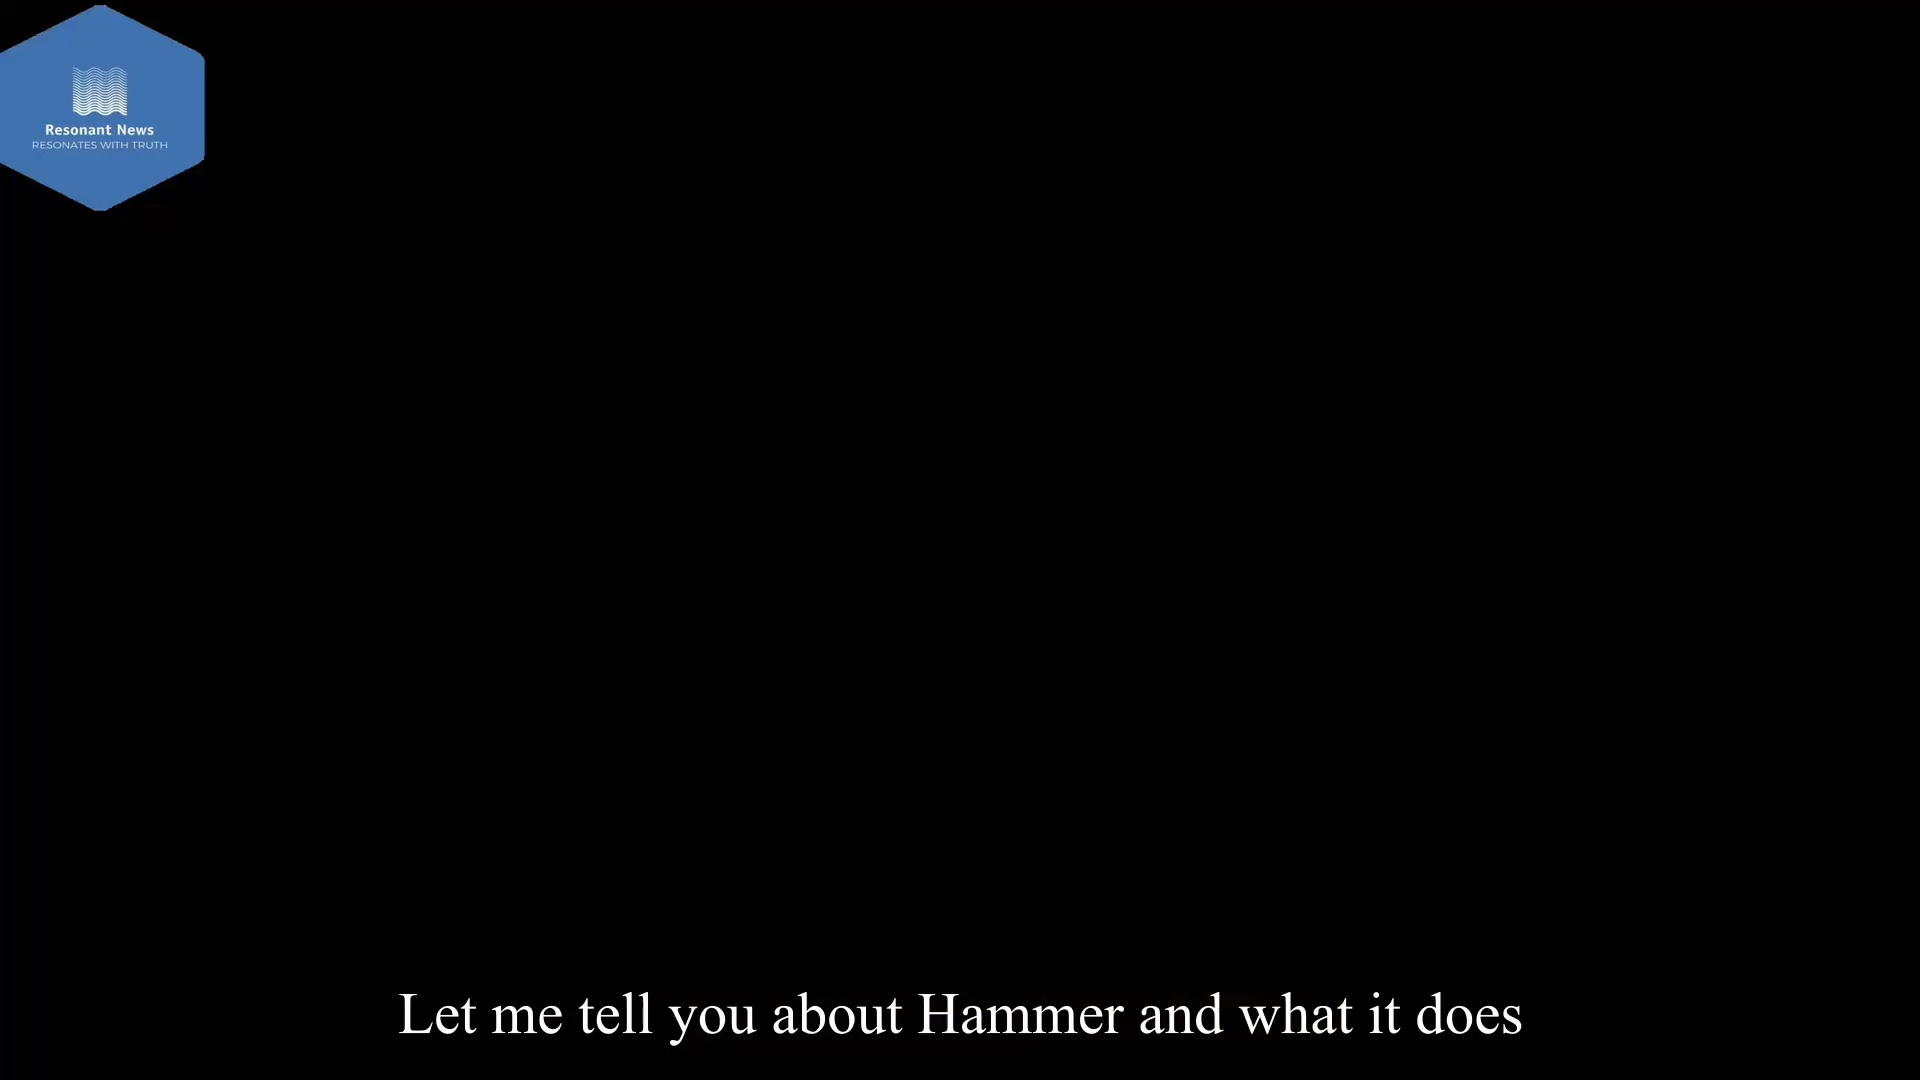 Resonant News
RESONATES WITH TRUTH
Let me tell you about Hammer and what it does